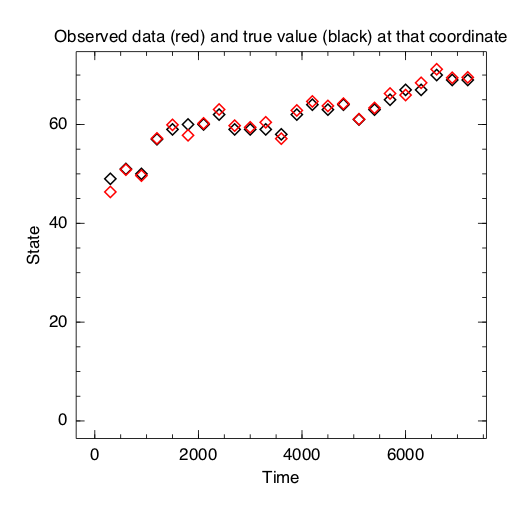 Observed data (red) and true value (black) at that coordinate
60
40
20
0
State
0 2000 4000 6000
Time